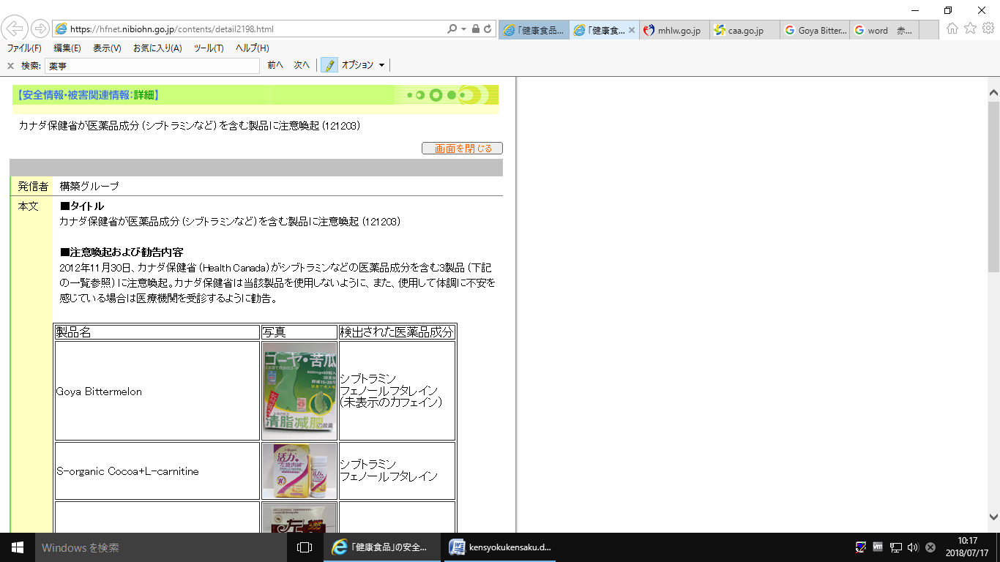 https://hfnet.nibiohn.go.jp/contents/detail2198.html
「健康食品...
「健康食...
mhlw.go.jp
caa.go.jp
Goya Bitter...
word 赤...
ファイル(F) 編集(E) 表示(V) お気に入り(A) ツール(T) ヘルプ(H)
検索: 薬事 前へ 次へ オプション
【安全情報・被害関連情報:詳細】
カナダ保健省が医薬品成分(シブトラミンなど)を含む製品に注意喚起(121203)
画面を閉じる
発信者 構築グループ
本文 ■タイトル
カナダ保健省が医薬品成分(シブトラミンなど)を含む製品に注意喚起(121203)
■注意喚起および勧告内容
2012年11月30日、カナダ保健省(Health Canada)がシブトラミンなどの医薬品成分を含む3製品(下記
の一覧参照)に注意喚起。カナダ保健省は当該製品を使用しないように、また、使用して体調に不安を
感じている場合は医療機関を受診するように勧告。
製品名 写真 検出された医薬品成分
Goya Bittermelon
ゴーヤ・苦瓜
400mg×60粒入
30天分
清脂減肥の胶囊
シブトラミン
フェノールフタレイン
(未表示のカフェイン)
S-organic Cocoa+L-carnitine
活力+
左旋肉碱
シブトラミン
フェノールフタレイン
左
Windows を検索
「健康食品」の安全...
kensyokukensaku.d...
10:17
2018/07/17